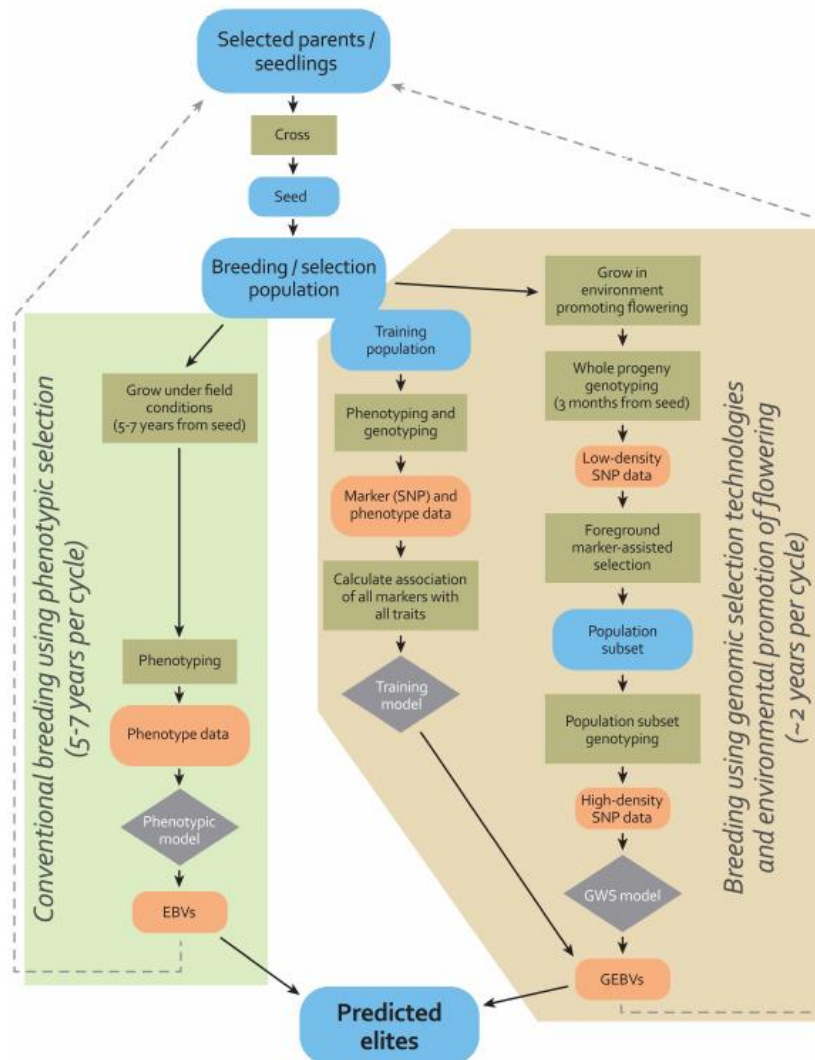 Selected parents /
seedlings
Cross
Seed
Breeding / selection
population
Training
population
Grow in
environment
promoting flowering
Grow under field
conditions
(5-7 years from seed)
Phenotyping and
genotyping
Whole progeny
genotyping
(3 months from seed)
Marker (SNP) and
phenotype data
Low-density
SNP data
Calculate association
of all markers with
all traits
Foreground
marker-assisted
selection
Phenotyping
Training
model
Population
subset
Phenotype data
Population subset
genotyping
Phenotypic
model
High-density
SNP data
EBVs
GWS model
GEBVs
Predicted
elites
Conventional breeding using phenotypic selection
(5-7 years per cycle)
Breeding using genomic selection technologies
and environmental promotion of flowering
(~2 years per cycle)